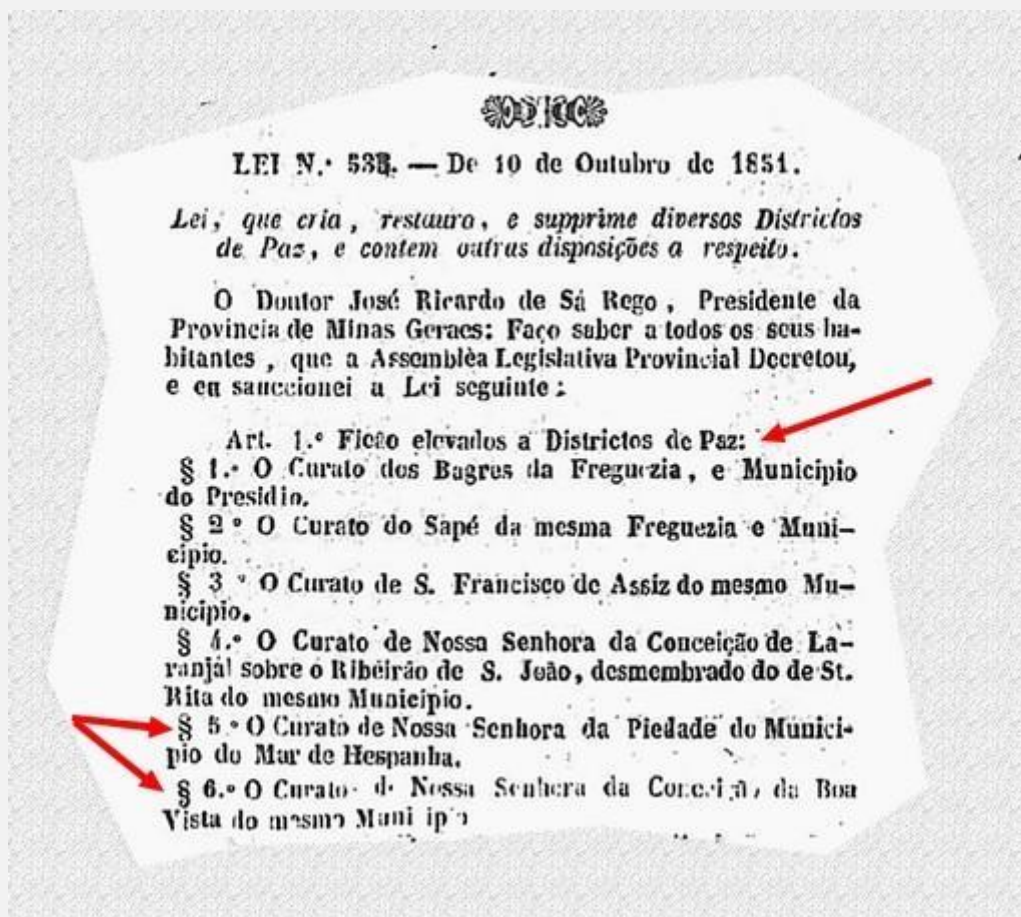 LEI N.º 533. — De 10 de Outubro de 1851.
Lei, que cria, restaura, e supprime diversos Districtos
de Paz, e contem outras disposições a respeito.
O Doutor José Ricardo de Sá Rego, Presidente da
Provincia de Minas Geraes: Faço saber a todos os seus ha-
bitantes, que a Assemblèa Legislativa Provincial Decretou,
e eu sanccionei a Lei seguinte:
Art. 1.º Ficão elevados a Districtos de Paz:
§ 1.º O Curato dos Bagres da Freguezia, e Municipio
do Presidio.
§ 2º O Curato do Sapé da mesma Freguezia e Muni-
cipio.
§ 3º O Curato de S. Francisco de Assiz do mesmo Mu-
nicipio.
§ 4.º O Curato de Nossa Senhora da Conceição de La-
ranjal sobre o Ribeirão de S. João, desmembrado do de St.
Rita do mesmo Municipio.
§ 5.º O Curato de Nossa Senhora da Piedade do Munici-
pio do Mar de Hespanha.
§ 6.º O Curato de Nossa Senhora da Conceição da Boa
Vista do mesmo Municipio